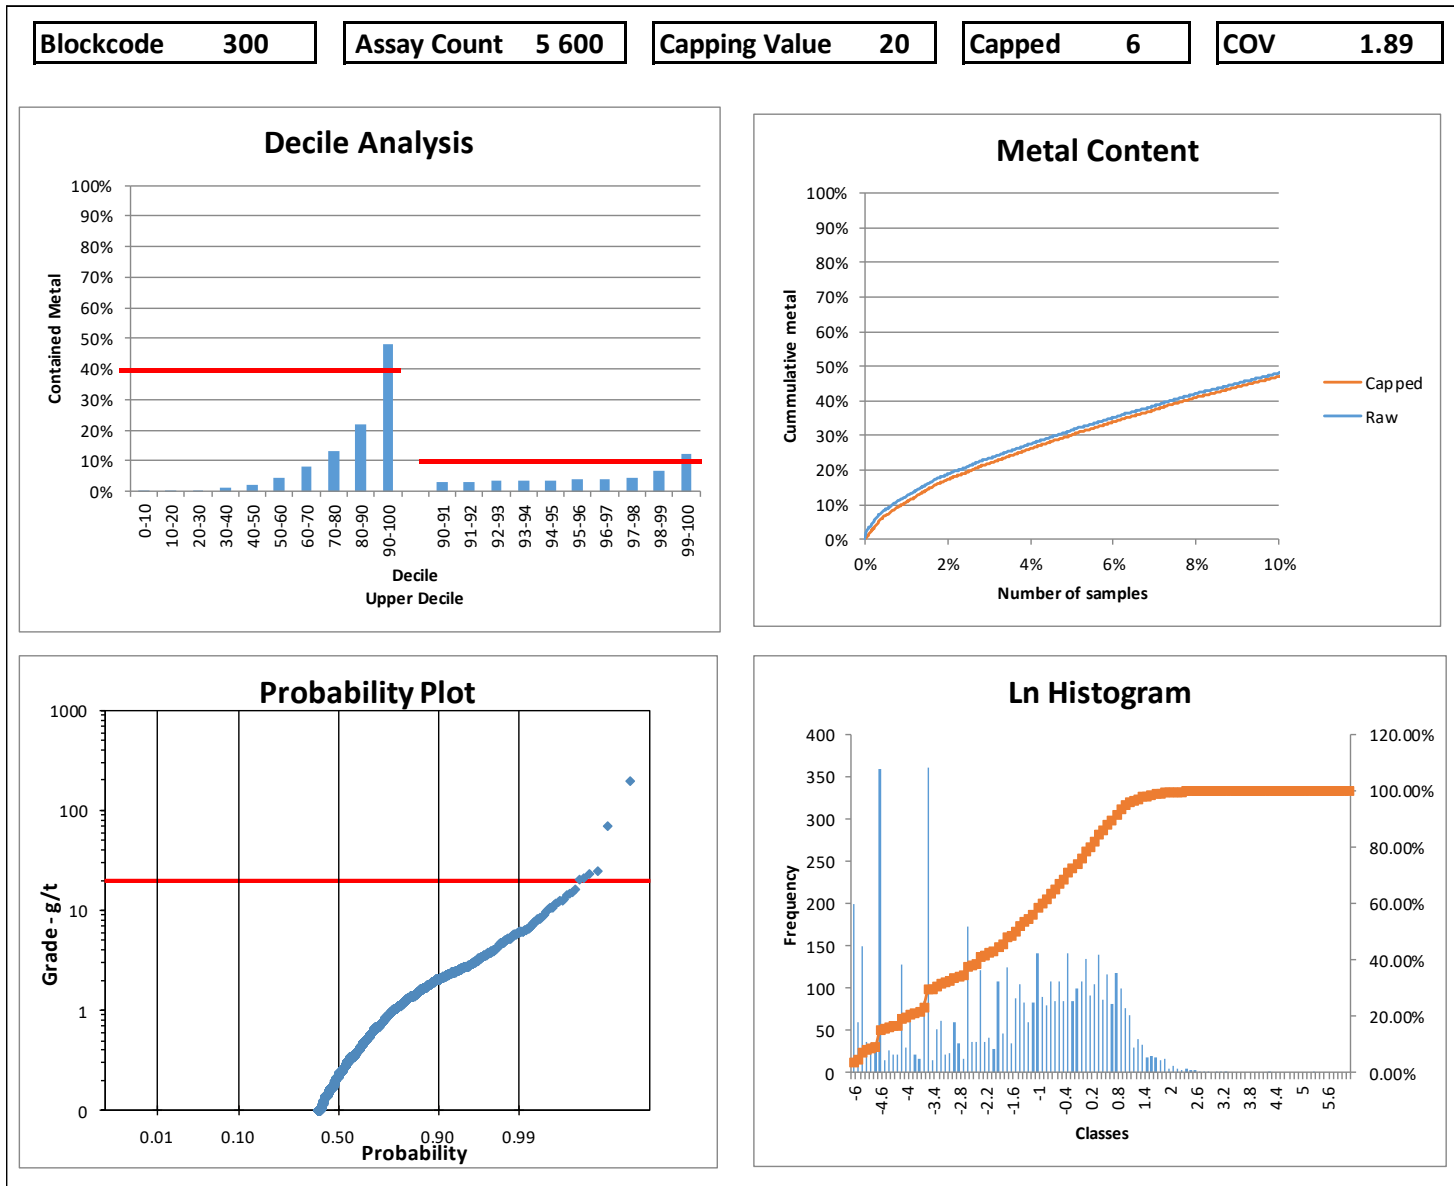 Blockcode 300 Assay Count 5 600 Capping Value 20 Capped 6 COV 1.89
Decile Analysis
Contained Metal
100%
90%
80%
70%
60%
50%
40%
30%
20%
10%
0%
0-10 10-20 20-30 30-40 40-50 50-60 60-70 70-80 80-90 90-100 90-91 91-92 92-93 93-94 94-95 95-96 96-97 97-98 98-99 99-100
Decile
Upper Decile
Metal Content
Cummulative metal
100%
90%
80%
70%
60%
50%
40%
30%
20%
10%
0%
0% 2% 4% 6% 8% 10%
Number of samples
Capped
Raw
Probability Plot
Grade - g/t
1000
100
10
1
0
0.01 0.10 0.50 0.90 0.99
Probability
Ln Histogram
Frequency
400
350
300
250
200
150
100
50
0
120.00%
100.00%
80.00%
60.00%
40.00%
20.00%
0.00%
-6 -4.6 -4 -3.4 -2.8 -2.2 -1.6 -1 -0.4 0.2 0.8 1.4 2 2.6 3.2 3.8 4.4 5 5.6
Classes